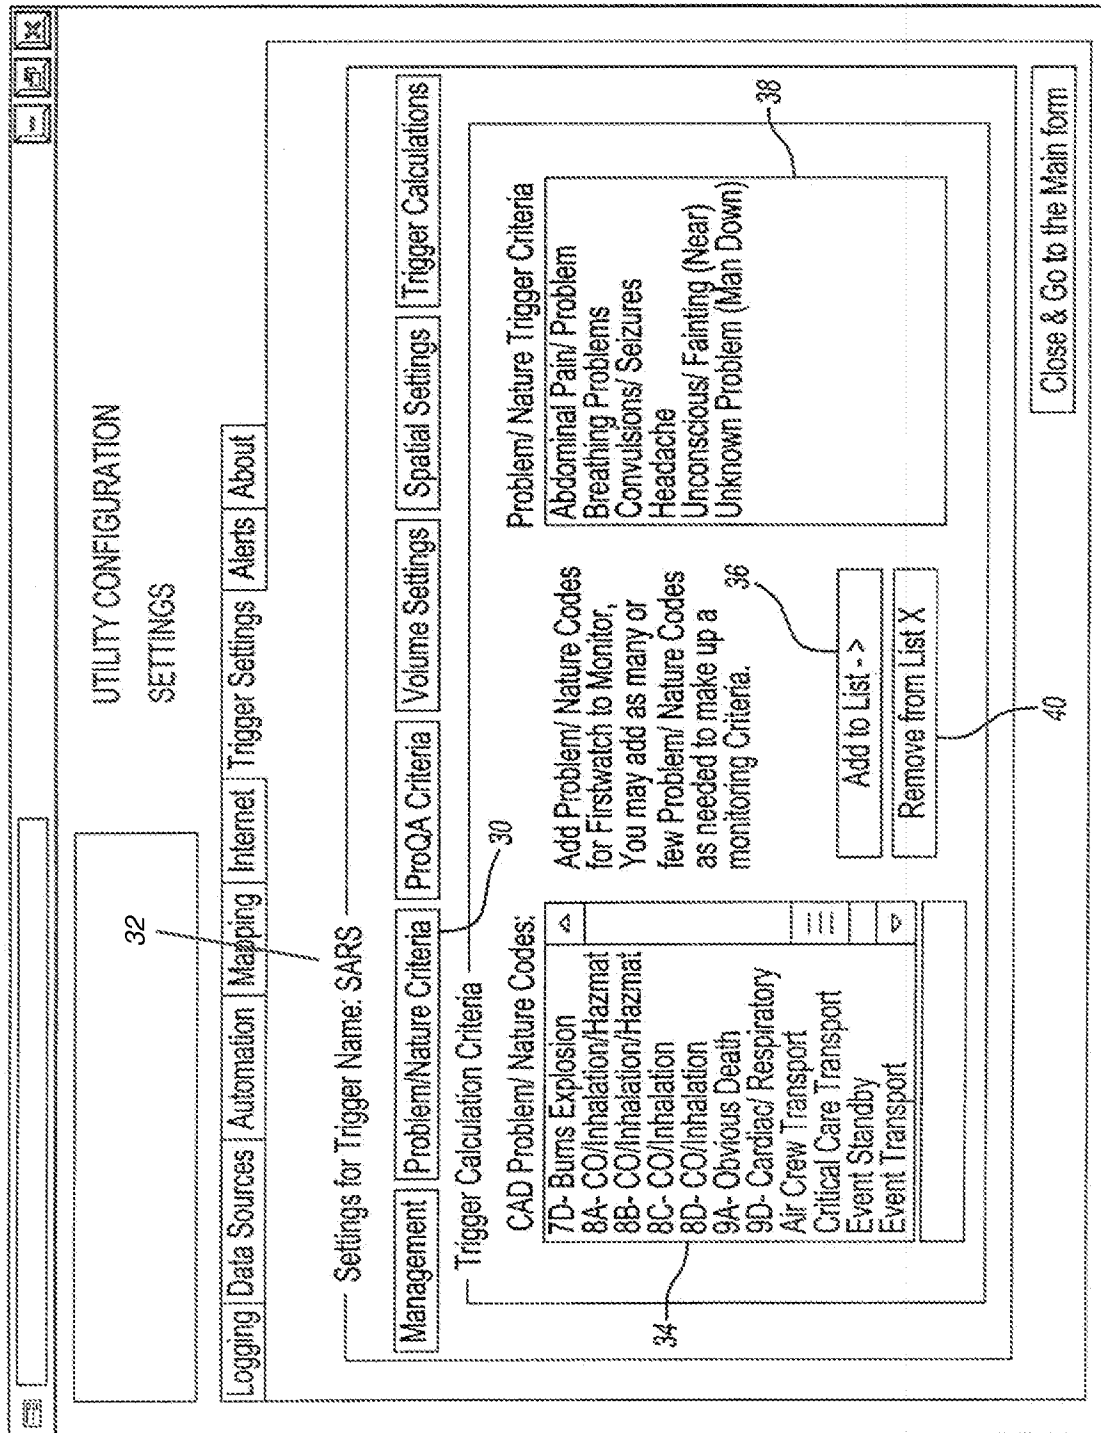 UTILITY CONFIGURATION
SETTINGS
Logging Data Sources Automation Mapping Internet Trigger Settings Alerts About
32
Settings for Trigger Name: SARS
Management Problem/Nature Criteria ProQA Criteria Volume Settings Spatial Settings Trigger Calculations
30
Trigger Calculation Criteria
CAD Problem/ Nature Codes:
7D- Burns Explosion
8A- CO/Inhalation/Hazmat
8B- CO/Inhalation/Hazmat
8C- CO/Inhalation
8D- CO/Inhalation
9A- Obvious Death
9D- Cardiac/ Respiratory
Air Crew Transport
Critical Care Transport
Event Standby
Event Transport
34
Add Problem/ Nature Codes
for Firstwatch to Monitor,
You may add as many or
few Problem/ Nature Codes
as needed to make up a
monitoring Criteria.
36
Add to List - >
Remove from List X
40
Problem/ Nature Trigger Criteria
Abdominal Pain/ Problem
Breathing Problems
Convulsions/ Seizures
Headache
Unconscious/ Fainting (Near)
Unknown Problem (Man Down)
38
Close & Go to the Main form